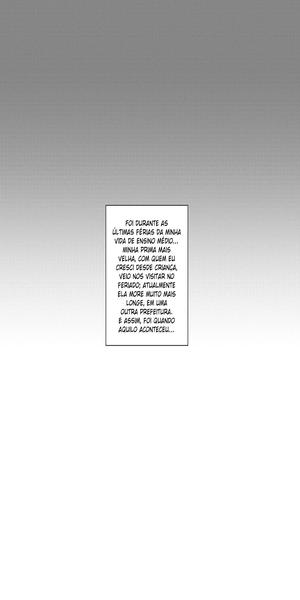 FOI DURANTE AS
ÚLTIMAS FÉRIAS DA MINHA
VIDA DE ENSINO MÉDIO...
MINHA PRIMA MAIS
VELHA, COM QUEM EU
CRESCI DESDE CRIANÇA,
VEIO NOS VISITAR NO
FERIADO; ATUALMENTE
ELA MORE MUITO MAIS
LONGE, EM UMA
OUTRA PREFEITURA.
E ASSIM, FOI QUANDO
AQUILO ACONTECEU...